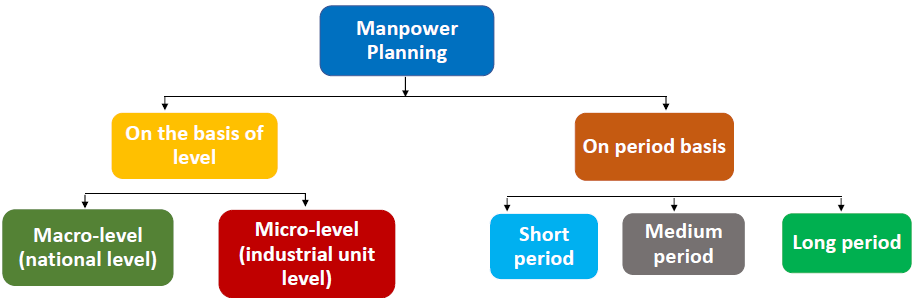 Manpower
Planning
On the basis of
level
On period basis
Macro-level
(national level)
Micro-level
(industrial unit
level)
Short
period
Medium
period
Long period